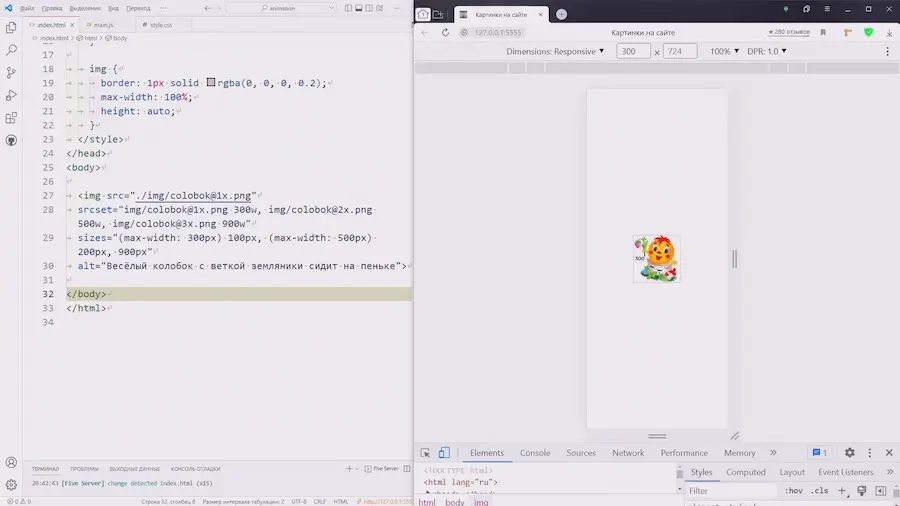 Правка Выделение Вид Переход ···
анимация
index.html
main.js
style.css
index.html > html > body
17
18 img {
19 border: 1px solid rgba(0, 0, 0, 0.2);
20 max-width: 100%;
21 height: auto;
22 }
23 </style>
24 </head>
25 <body>
26
27 <img src="./img/colobok@1x.png"
28 srcset="img/colobok@1x.png 300w, img/colobok@2x.png
500w, img/colobok@3x.png 900w"
29 sizes="(max-width: 300px) 100px, (max-width: 500px)
200px, 900px"
30 alt="Весёлый колобок с веткой земляники сидит на пеньке">
31
32 </body>
33 </html>
34
ТЕРМИНАЛ ПРОБЛЕМЫ ВЫХОДНЫЕ ДАННЫЕ КОНСОЛЬ ОТЛАДКИ
Five Server
20:42:43 [Five Server] change detected index.html (x15)
0 0 Строка 32, столбец 8 Размер интервала табуляции: 2 UTF-8 CRLF HTML
Картинки на сайте
127.0.0.1:5555 Картинки на сайте ★280 отзывов
Dimensions: Responsive 300 × 724 100% DPR: 1.0
300
Elements Console Sources Network Performance Memory » 1
<!DOCTYPE html>
<html lang="ru">
html body img
Styles Computed Layout Event Listeners »
Filter :hov .cls +